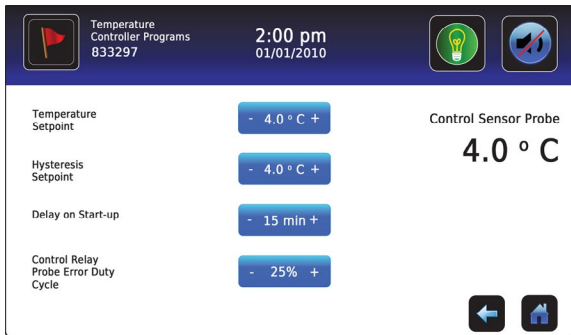 Temperature
Controller Programs
833297
2:00 pm
01/01/2010
Temperature
Setpoint
- 4.0 ° C +
Control Sensor Probe
4.0 ° C
Hysteresis
Setpoint
- 4.0 ° C +
Delay on Start-up
- 15 min +
Control Relay
Probe Error Duty
Cycle
- 25% +